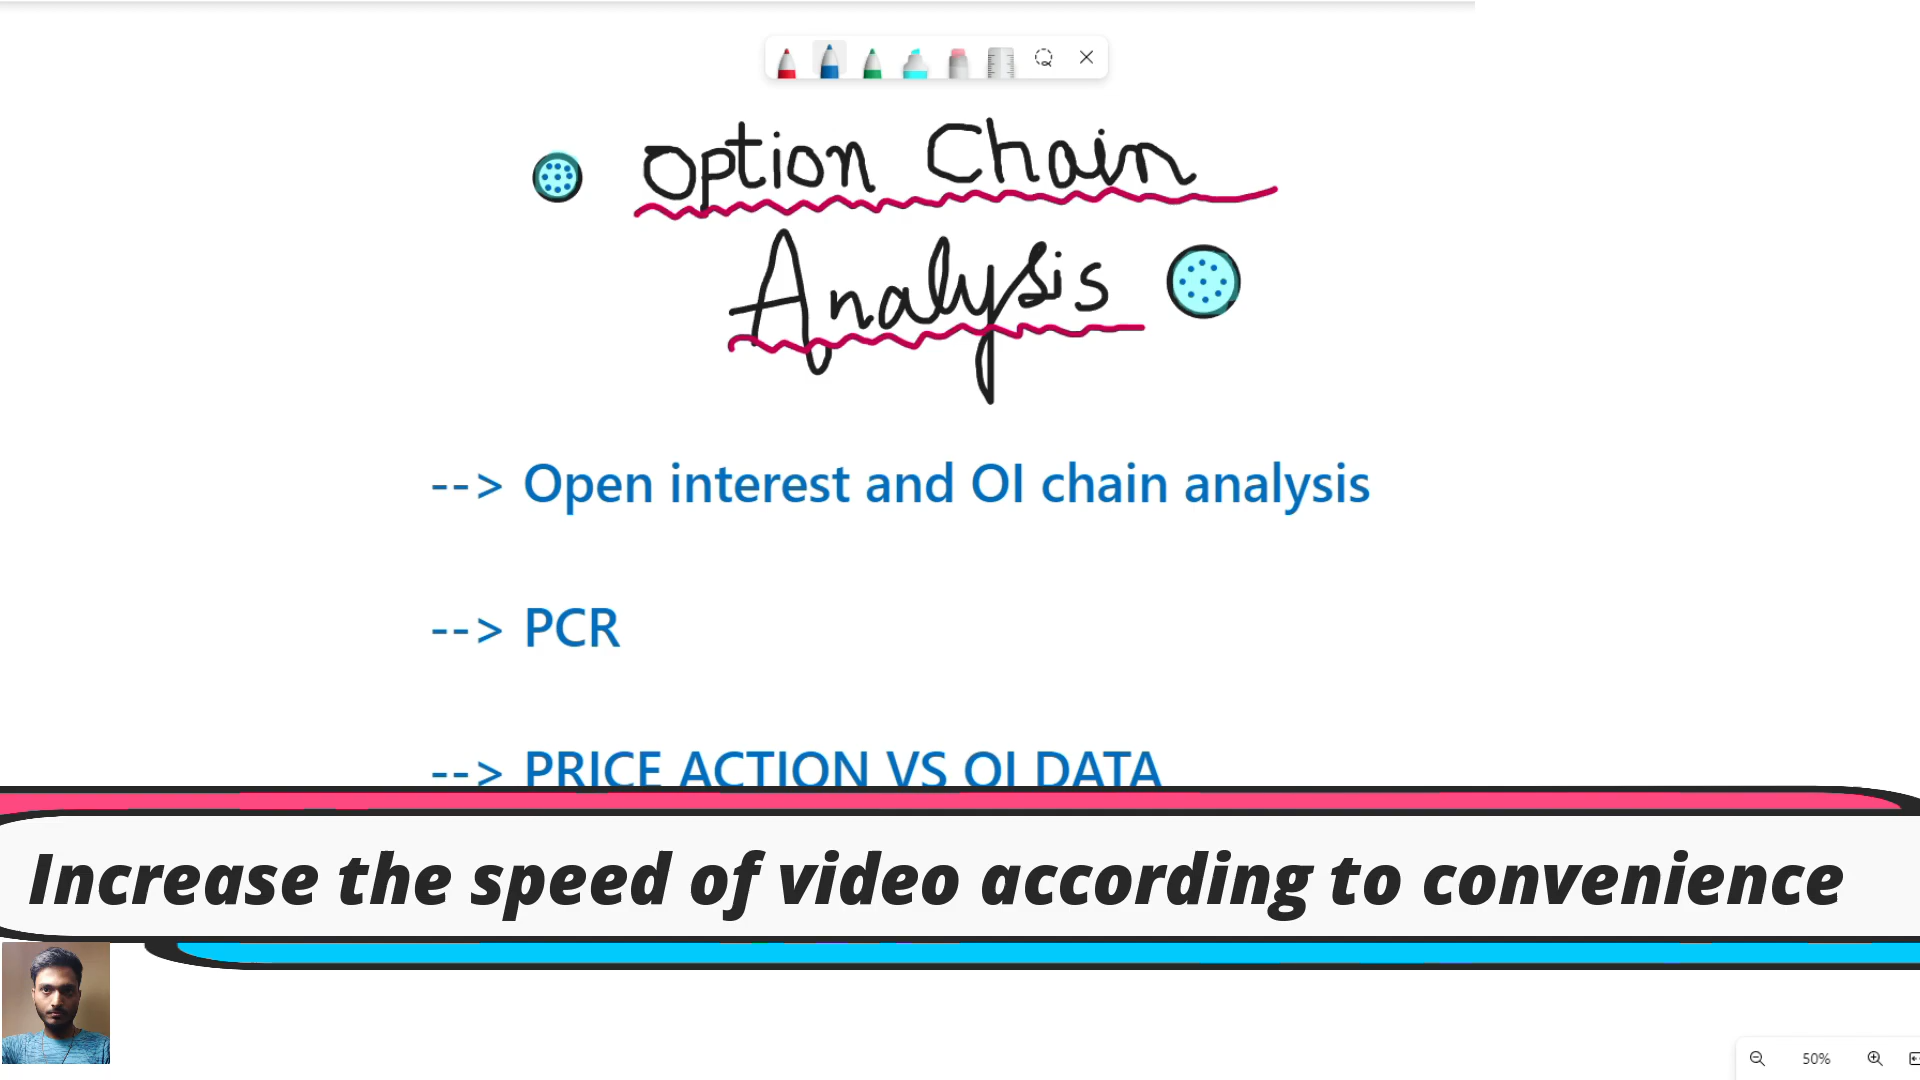 Option Chain
Analysis
--> Open interest and OI chain analysis
--> PCR
--> PRICE ACTION VS OI DATA
Increase the speed of video according to convenience
50%